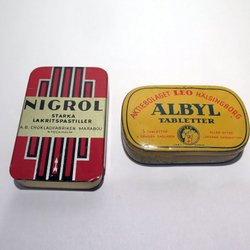 NIGROL
STARKA
LAKRITSPASTILLER
A.B. CHOKLADFABRIKEN MARABOU
AKTIEBOLAGET LEO HÄLSINGBORG
ALBYL
TABLETTER